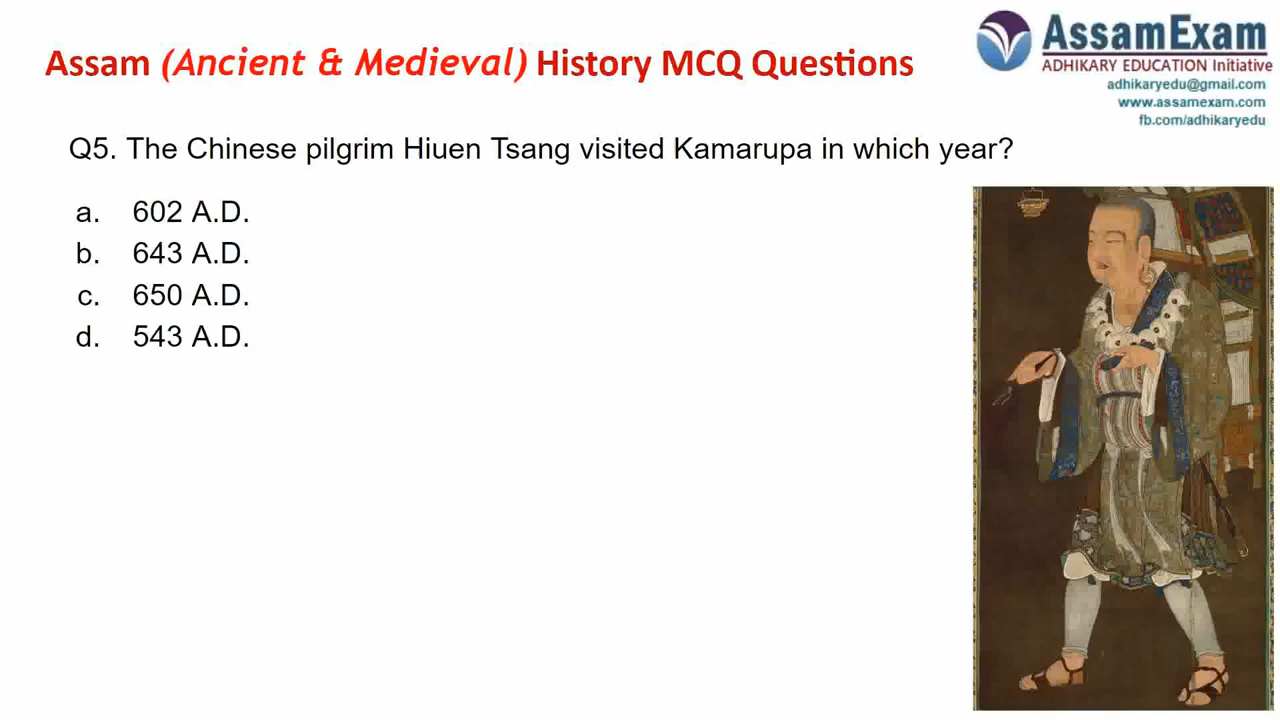 Assam (Ancient & Medieval) History MCQ Questions
AssamExam
ADHIKARY EDUCATION Initiative
adhikaryedu@gmail.com
www.assamexam.com
fb.com/adhikaryedu
Q5. The Chinese pilgrim Hiuen Tsang visited Kamarupa in which year?
a. 602 A.D.
b. 643 A.D.
c. 650 A.D.
d. 543 A.D.